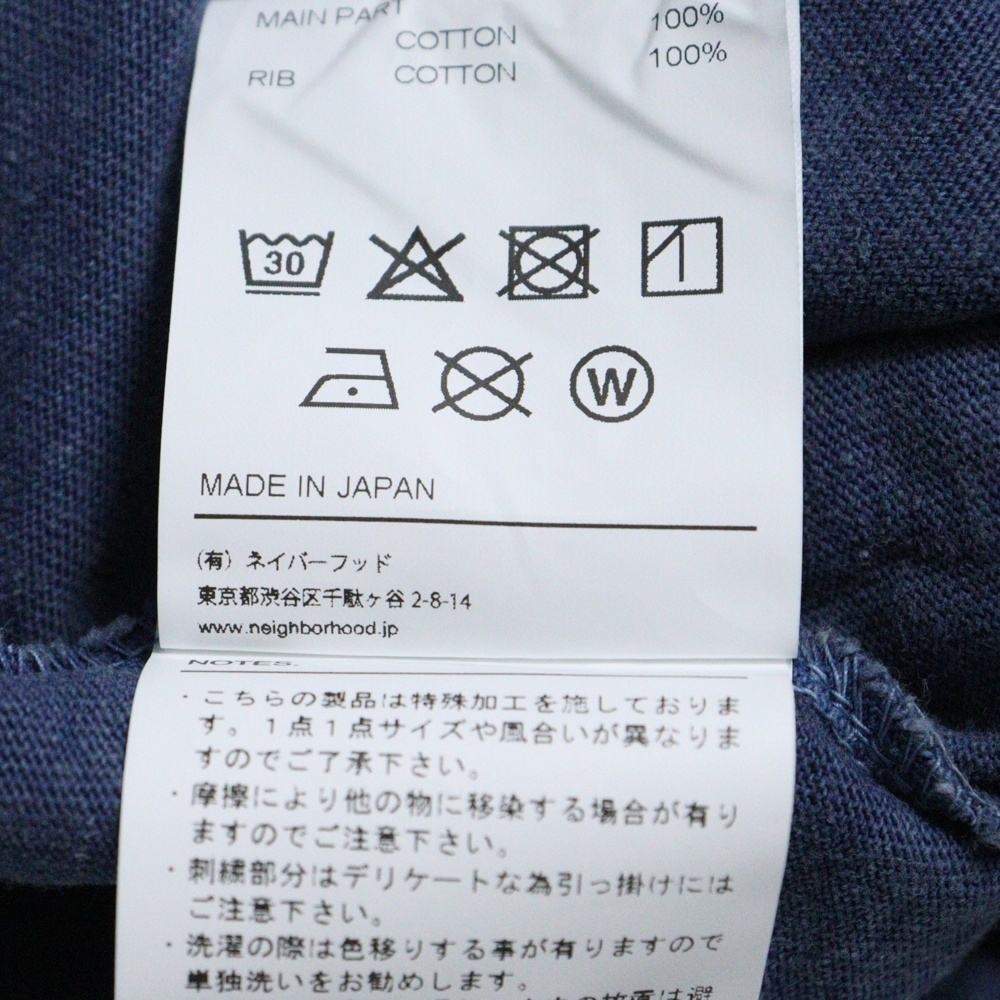 MAIN PART
COTTON 100%
RIB COTTON 100%
30
W
MADE IN JAPAN
(有) ネイバーフッド
東京都渋谷区千駄ヶ谷 2-8-14
www.neighborhood.jp
NOTES.
・こちらの製品は特殊加工を施しておりま
す。1点1点サイズや風合いが異なりま
すのでご了承下さい。
・摩擦により他の物に移染する場合が有り
ますのでご注意下さい。
・刺繍部分はデリケートな為引っ掛けには
ご注意下さい。
・洗濯の際は色移りする事が有りますので
単独洗いをお勧めします。
は避